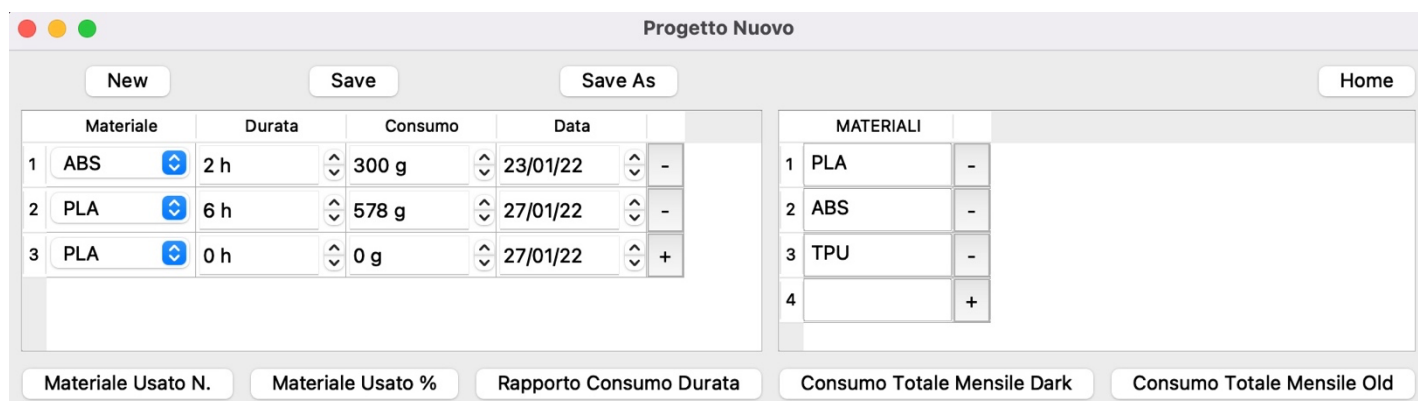 Progetto Nuovo
New Save Save As Home
Materiale Durata Consumo Data MATERIALI
1 ABS 2 h 300 g 23/01/22 - 1 PLA -
2 PLA 6 h 578 g 27/01/22 - 2 ABS -
3 PLA 0 h 0 g 27/01/22 + 3 TPU -
4 +
Materiale Usato N. Materiale Usato % Rapporto Consumo Durata Consumo Totale Mensile Dark Consumo Totale Mensile Old